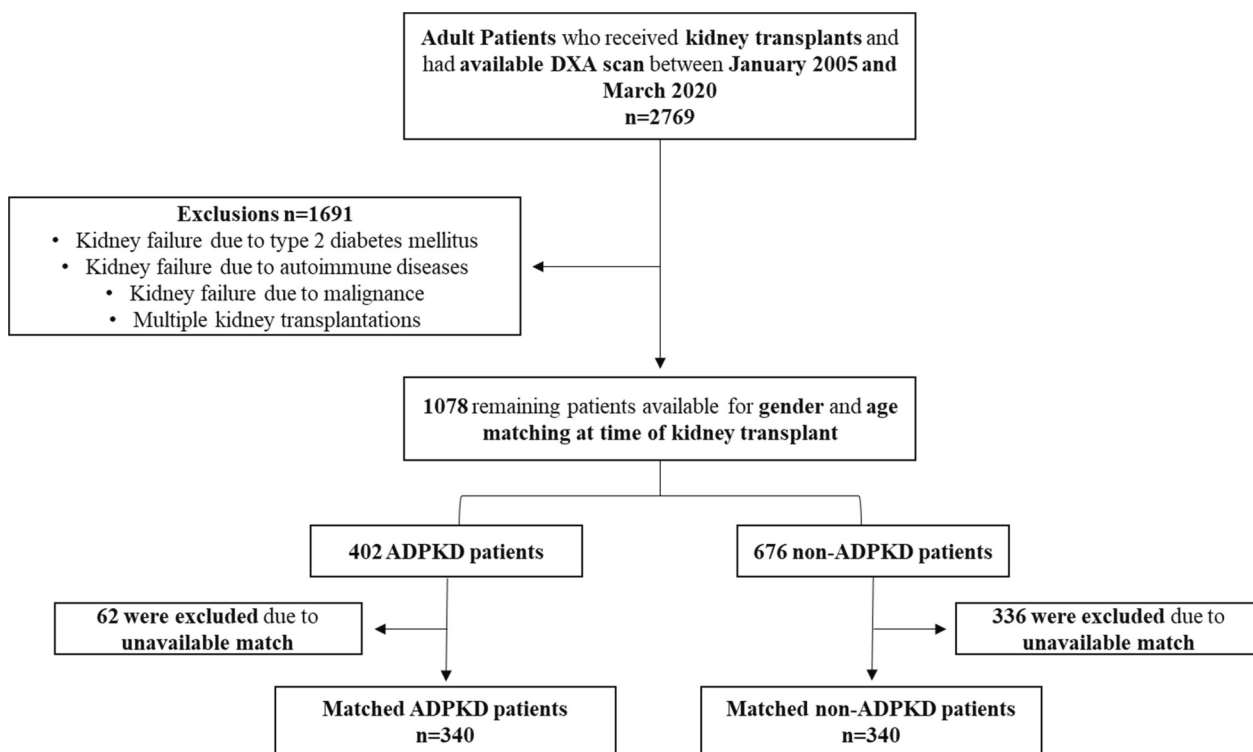 Adult Patients who received kidney transplants and
had available DXA scan between January 2005 and
March 2020
n=2769
Exclusions n=1691
• Kidney failure due to type 2 diabetes mellitus
• Kidney failure due to autoimmune diseases
• Kidney failure due to malignance
• Multiple kidney transplantations
1078 remaining patients available for gender and age
matching at time of kidney transplant
402 ADPKD patients
676 non-ADPKD patients
62 were excluded due to
unavailable match
336 were excluded due to
unavailable match
Matched ADPKD patients
n=340
Matched non-ADPKD patients
n=340